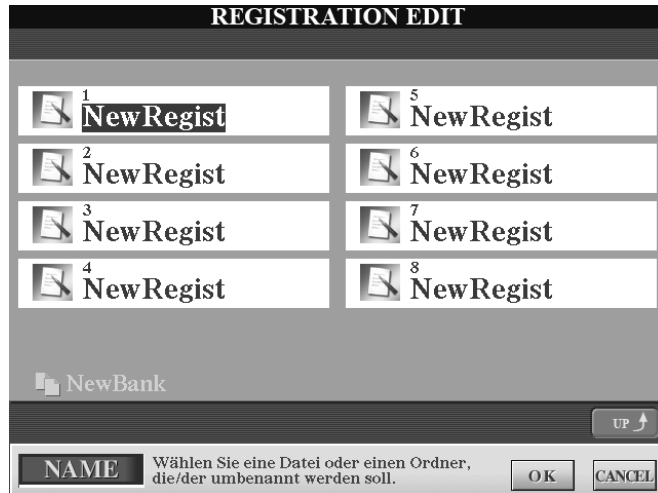 REGISTRATION EDIT
1
NewRegist
2
NewRegist
3
NewRegist
4
NewRegist
5
NewRegist
6
NewRegist
7
NewRegist
8
NewRegist
NewBank
UP
NAME
Wählen Sie eine Datei oder einen Ordner,
die/der umbenannt werden soll.
OK
CANCEL